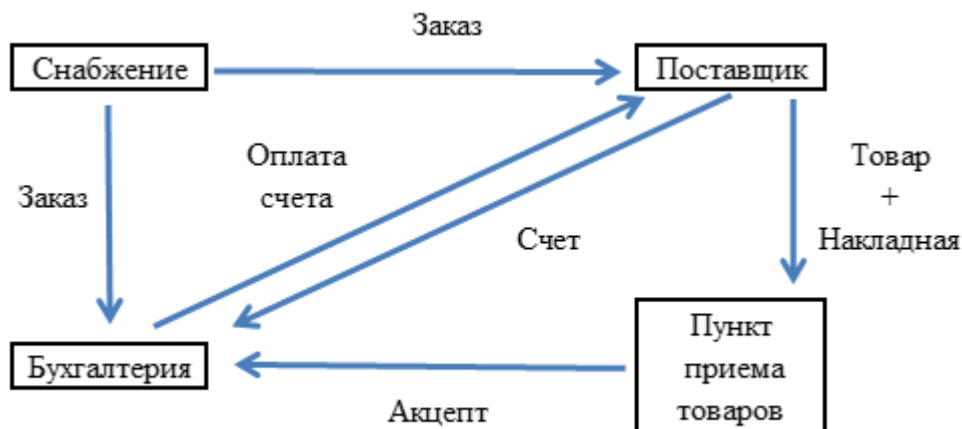 Заказ
Снабжение
Поставщик
Оплата
счета
Товар
+
Накладная
Заказ
Счет
Бухгалтерия
Пункт
приема
товаров
Акцепт